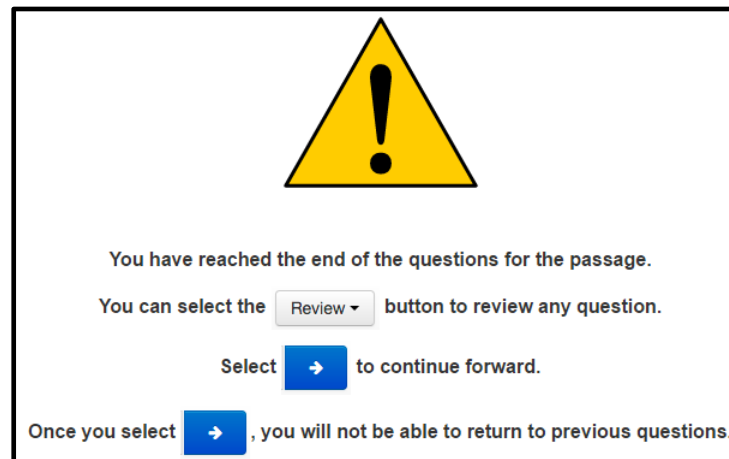 You have reached the end of the questions for the passage.
You can select the Review button to review any question.
Select to continue forward.
Once you select , you will not be able to return to previous questions.